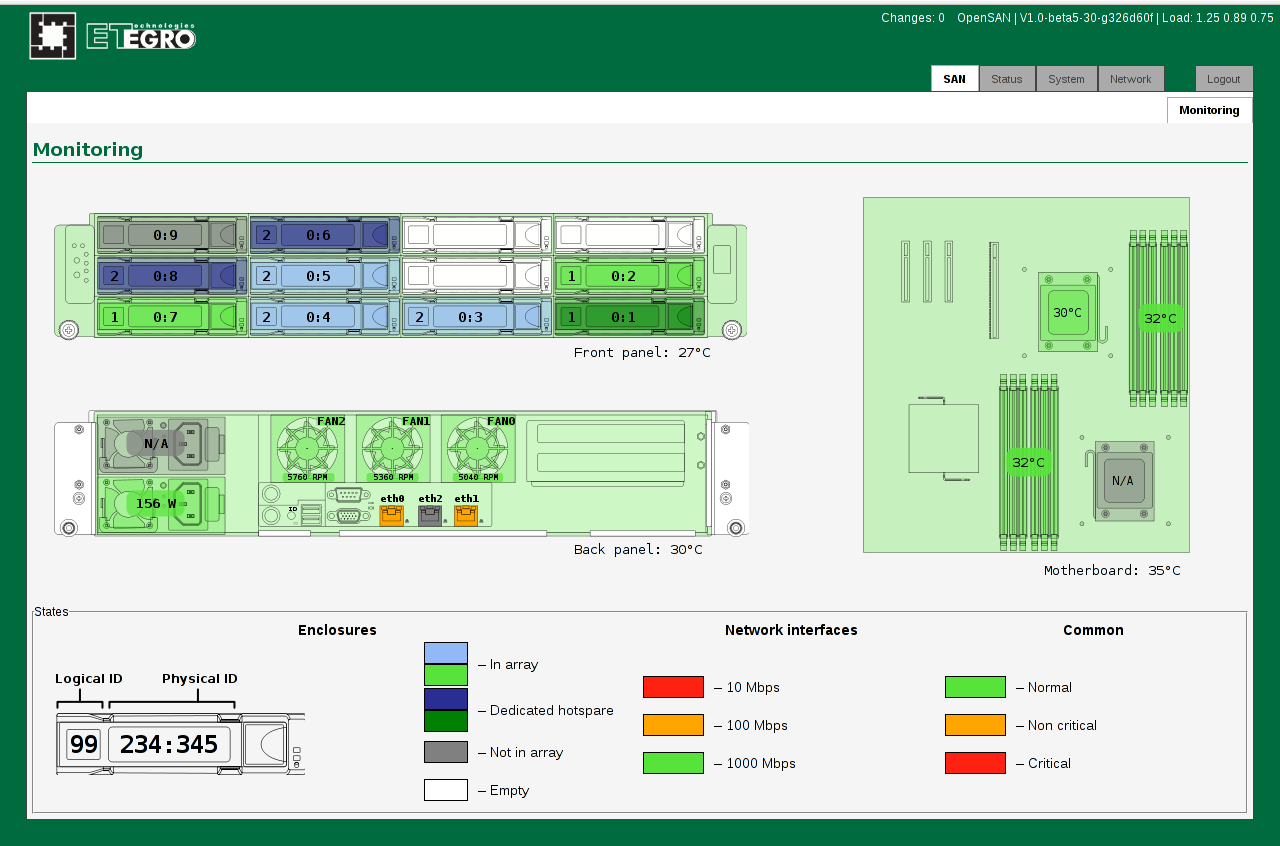 Changes: 0 OpenSAN | V1.0-beta5-30-g326d60f | Load: 1.25 0.89 0.75
ETEGRO technologies
SAN Status System Network Logout
Monitoring
Monitoring
0:9 2 0:6
2 0:8 2 0:5 1 0:2
1 0:7 2 0:4 2 0:3 1 0:1
Front panel: 27°C
30°C
32°C
32°C
N/A
Motherboard: 35°C
FAN2 FAN1 FAN0
N/A
5760 RPM 5360 RPM 5040 RPM
156 W
eth0 eth2 eth1
ID
Back panel: 30°C
States
Enclosures
Logical ID Physical ID
99 234:345
– In array
– Dedicated hotspare
– Not in array
– Empty
Network interfaces
– 10 Mbps
– 100 Mbps
– 1000 Mbps
Common
– Normal
– Non critical
– Critical